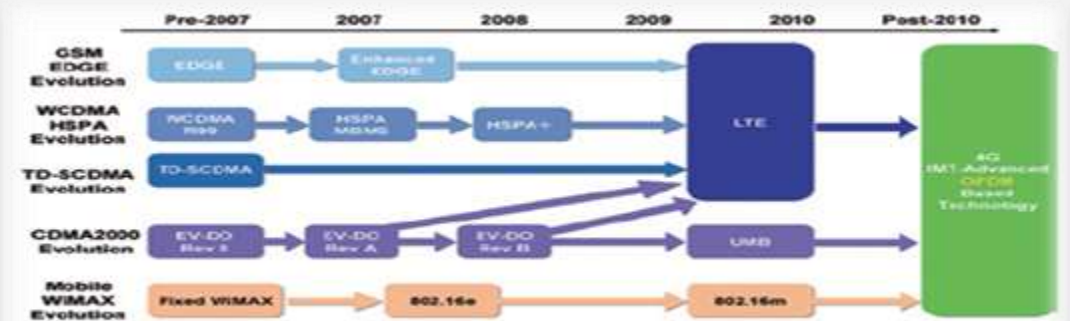 Pre-2007 2007 2008 2009 2010 Post-2010
GSM
EDGE
Evolution
EDGE
Enhanced
EDGE
WCDMA
HSPA
Evolution
WCDMA
R99
HSPA
MBMS
HSPA+
LTE
TD-SCDMA
Evolution
TD-SCDMA
4G
IMT-Advanced
OFDM
Based
Technology
CDMA2000
Evolution
EV-DO
Rev 0
EV-DO
Rev A
EV-DO
Rev B
UMB
Mobile
WiMAX
Evolution
Fixed WiMAX
802.16e
802.16m